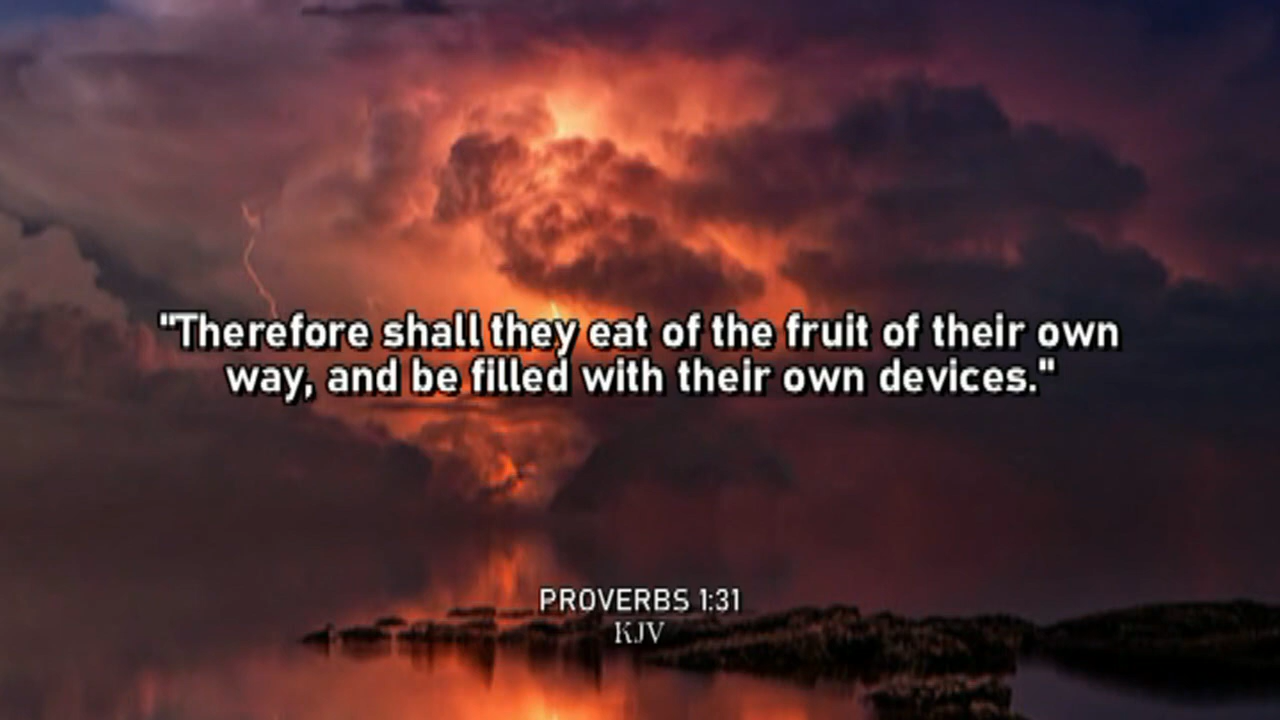 "Therefore shall they eat of the fruit of their own
way, and be filled with their own devices."
PROVERBS 1:31
KJV